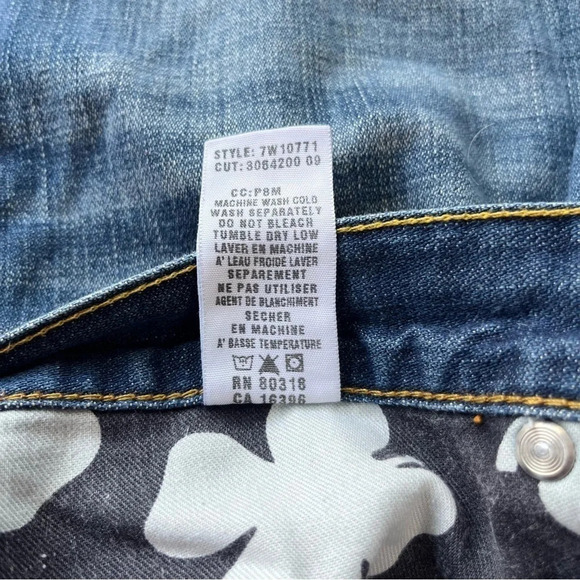 STYLE: 7W10771
CUT: 3064200 09
CC:P8M
MACHINE WASH COLD
WASH SEPARATELY
DO NOT BLEACH
TUMBLE DRY LOW
LAVER EN MACHINE
A' L'EAU FROIDE LAVER
SEPAREMENT
NE PAS UTILISER
AGENT DE BLANCHIMENT
SECHER
EN MACHINE
A' BASSE TEMPERATURE
RN 80318
CA 16396